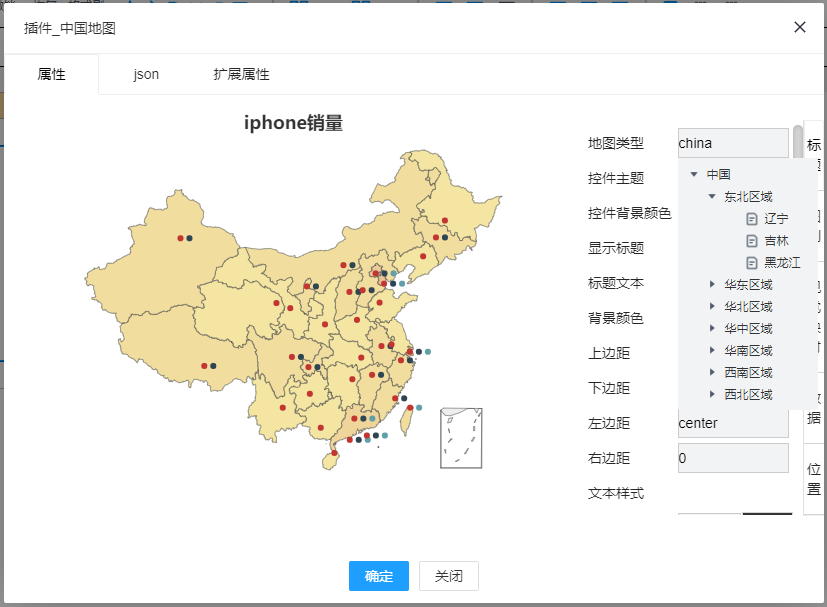 插件_中国地图
属性
json
扩展属性
iphone销量
地图类型
china
控件主题
控件背景颜色
显示标题
标题文本
背景颜色
上边距
下边距
左边距
center
右边距
0
文本样式
中国
东北区域
辽宁
吉林
黑龙江
华东区域
华北区域
华中区域
华南区域
西南区域
西北区域
标
据
位
置
确定
关闭